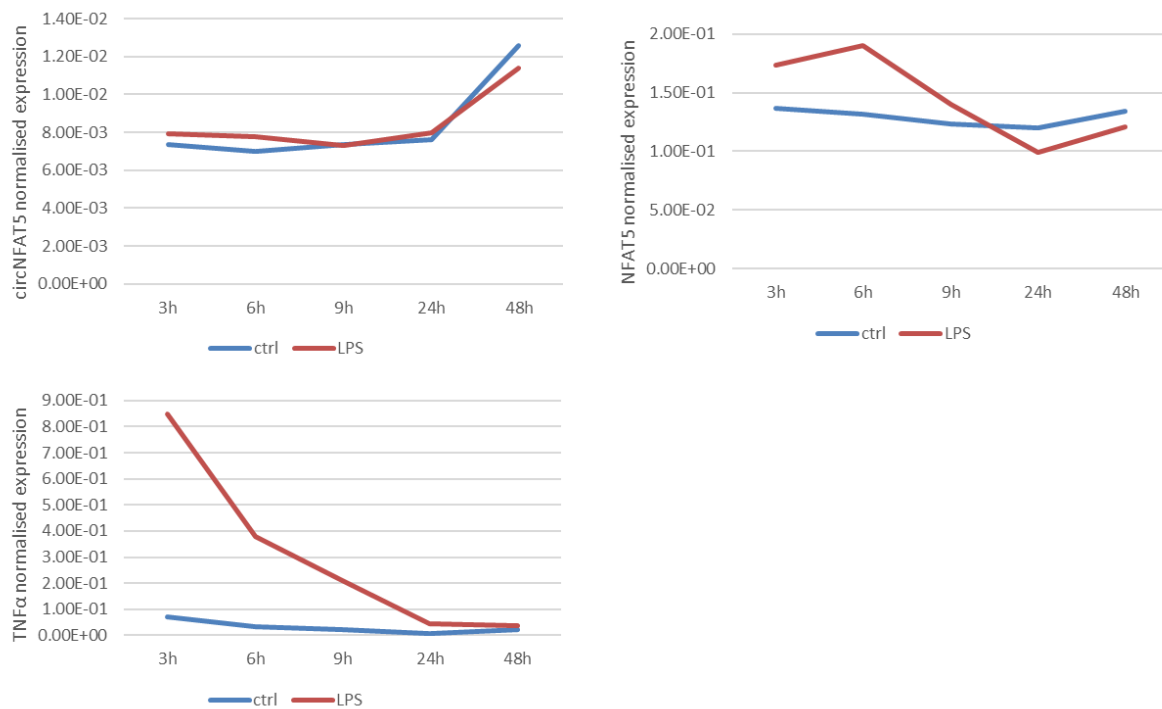 circNFAT5 normalised expression
1.40E-02
1.20E-02
1.00E-02
8.00E-03
6.00E-03
4.00E-03
2.00E-03
0.00E+00
3h 6h 9h 24h 48h
ctrl LPS
NFAT5 normalised expression
2.00E-01
1.50E-01
1.00E-01
5.00E-02
0.00E+00
3h 6h 9h 24h 48h
ctrl LPS
TNFα normalised expression
9.00E-01
8.00E-01
7.00E-01
6.00E-01
5.00E-01
4.00E-01
3.00E-01
2.00E-01
1.00E-01
0.00E+00
3h 6h 9h 24h 48h
ctrl LPS